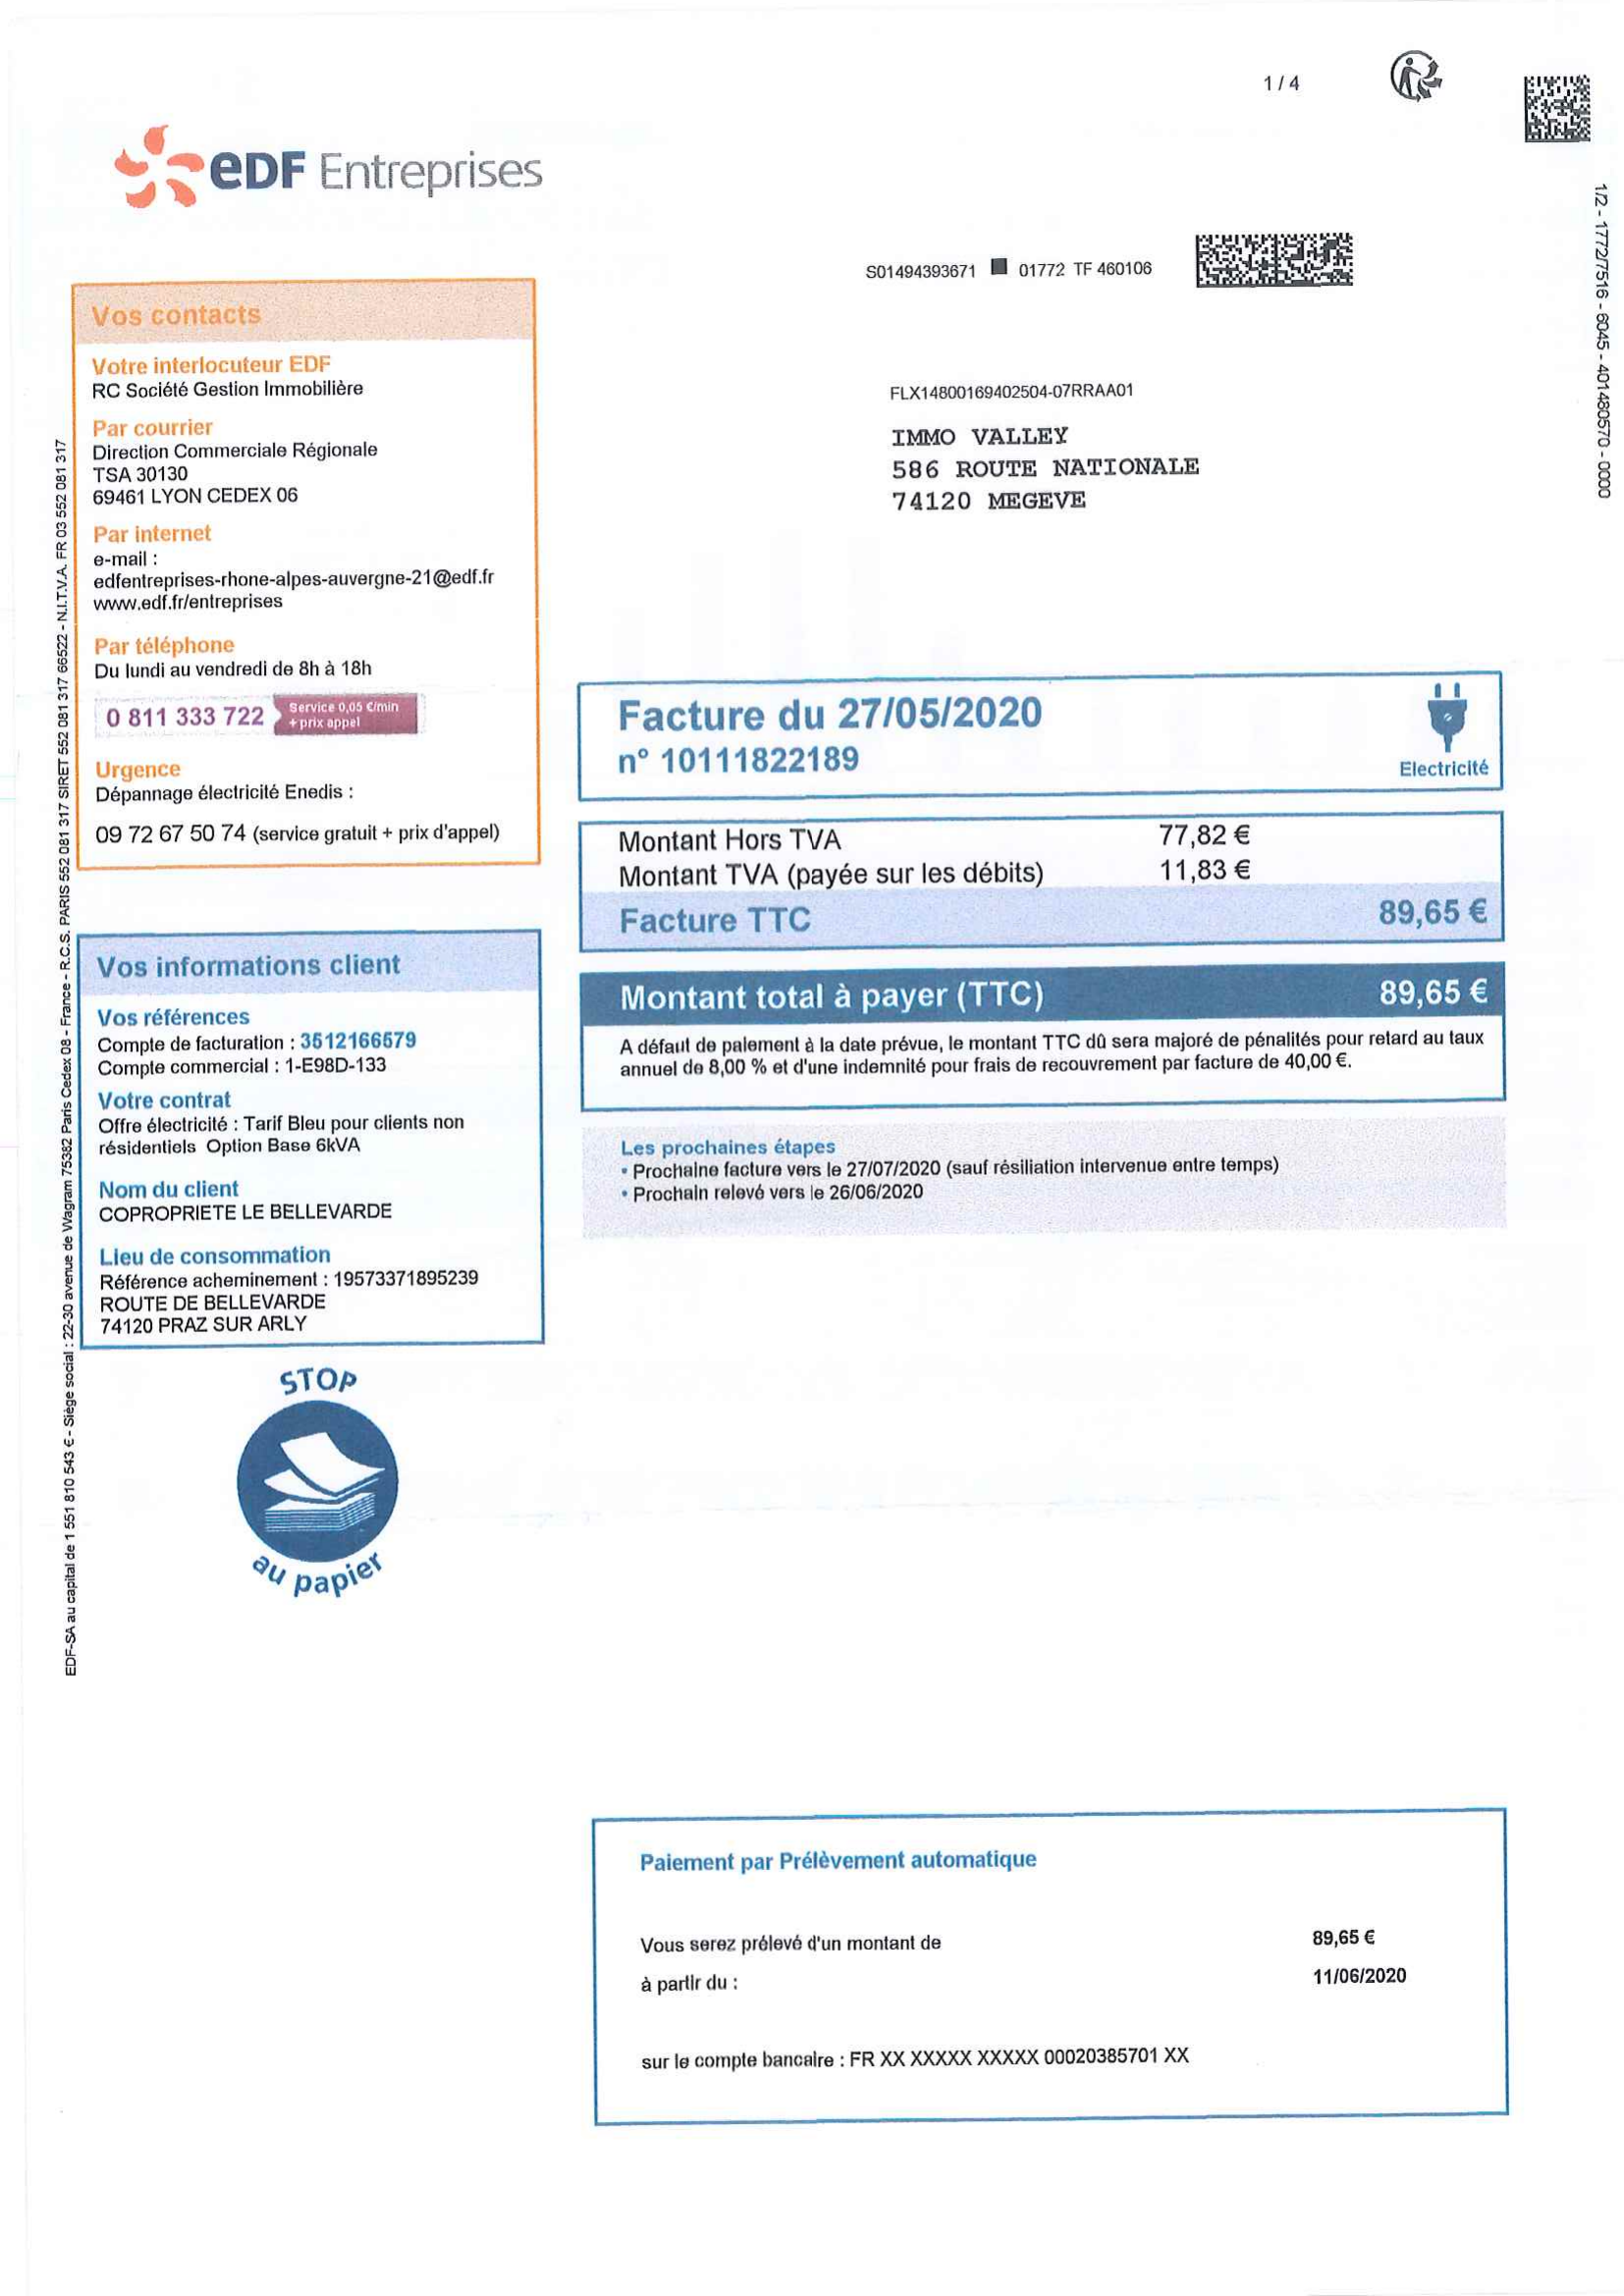 1 / 4
eDF Entreprises
S01494393671 01772 TF 460106
1/2 - 1772/7516 - 6045 - 401480570 - 0000
FLX14800169402504-07RRAA01
IMMO VALLEY
586 ROUTE NATIONALE
74120 MEGEVE
Vos contacts
Votre interlocuteur EDF
RC Société Gestion Immobilière
Par courrier
Direction Commerciale Régionale
TSA 30130
69461 LYON CEDEX 06
Par internet
e-mail :
edfentreprises-rhone-alpes-auvergne-21@edf.fr
www.edf.fr/entreprises
Par téléphone
Du lundi au vendredi de 8h à 18h
0 811 333 722
Service 0,05 €/min
+ prix appel
Urgence
Dépannage électricité Enedis :
09 72 67 50 74 (service gratuit + prix d'appel)
Vos informations client
Vos références
Compte de facturation : 3512166579
Compte commercial : 1-E98D-133
Votre contrat
Offre électricité : Tarif Bleu pour clients non
résidentiels Option Base 6kVA
Nom du client
COPROPRIETE LE BELLEVARDE
Lieu de consommation
Référence acheminement : 19573371895239
ROUTE DE BELLEVARDE
74120 PRAZ SUR ARLY
STOP
au papier
EDF-SA au capital de 1 551 810 543 € - Siège social : 22-30 avenue de Wagram 75382 Paris Cedex 08 - France - R.C.S. PARIS 552 081 317 SIRET 552 081 317 66522 - N.I.T.V.A. FR 03 552 081 317
Facture du 27/05/2020
n° 10111822189
Electricité
Montant Hors TVA 77,82 €
Montant TVA (payée sur les débits) 11,83 €
Facture TTC 89,65 €
Montant total à payer (TTC) 89,65 €
A défaut de paiement à la date prévue, le montant TTC dû sera majoré de pénalités pour retard au taux
annuel de 8,00 % et d'une indemnité pour frais de recouvrement par facture de 40,00 €.
Les prochaines étapes
• Prochaine facture vers le 27/07/2020 (sauf résiliation intervenue entre temps)
• Prochain relevé vers le 26/06/2020
Paiement par Prélèvement automatique
Vous serez prélevé d'un montant de 89,65 €
à partir du : 11/06/2020
sur le compte bancaire : FR XX XXXXX XXXXX 00020385701 XX